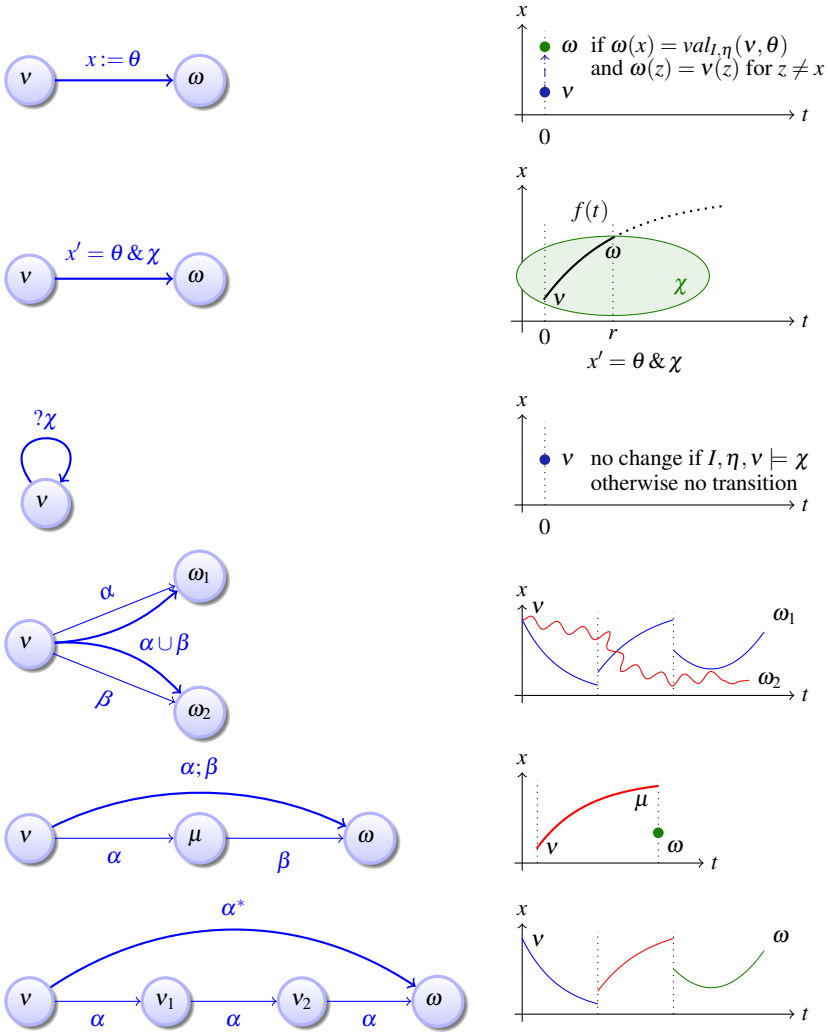 x := θ
ν ω
x
ω if ω(x) = val_{I,η}(ν, θ)
and ω(z) = ν(z) for z ≠ x
ν
t
0
x′ = θ & χ
ν ω
x
f(t)
ω
ν
χ
t
0 r
x′ = θ & χ
?χ
ν
x
ν no change if I, η, ν ⊨ χ
otherwise no transition
t
0
ω₁
α
ν
α ∪ β
β
ω₂
x
ν
ω₁
ω₂
t
α; β
ν μ ω
α β
x
μ
ν
ω
t
α*
ν ν₁ ν₂ ω
α α α
x
ν
ω
t